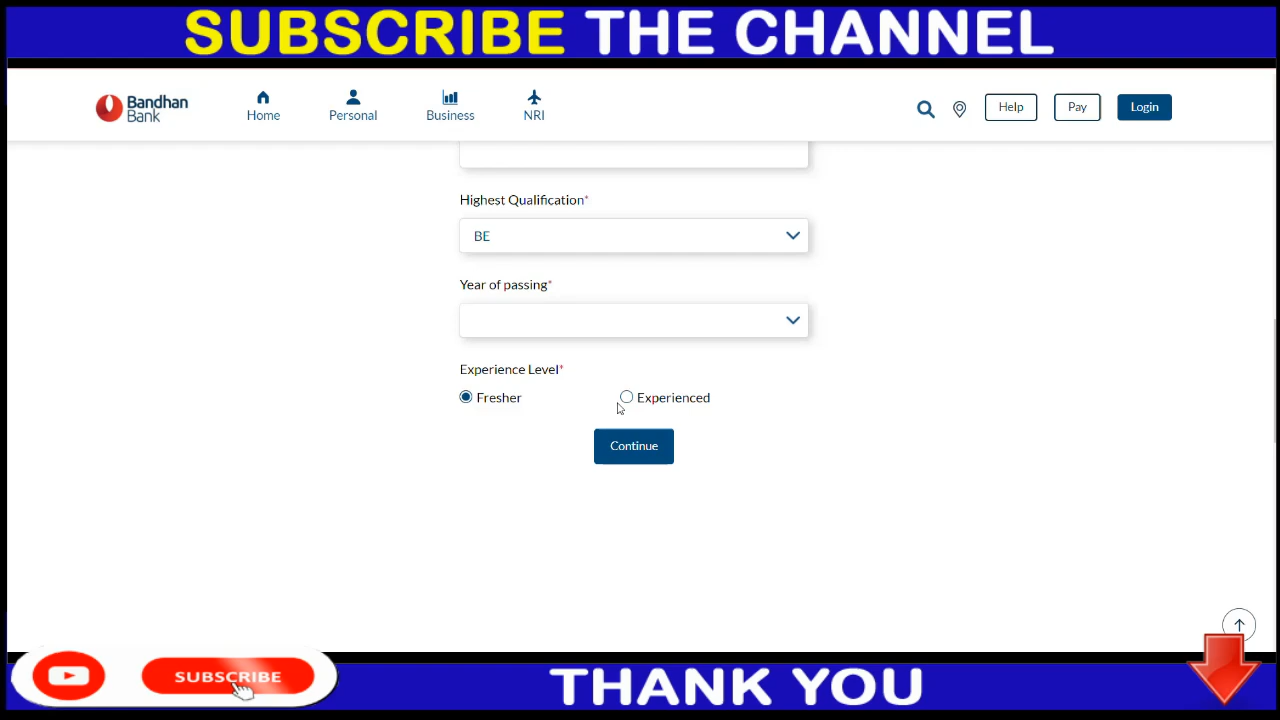 SUBSCRIBE THE CHANNEL
Bandhan
Bank
Home
Personal
Business
NRI
Help
Pay
Login
Highest Qualification*
BE
Year of passing*
Experience Level*
Fresher
Experienced
Continue
SUBSCRIBE
THANK YOU